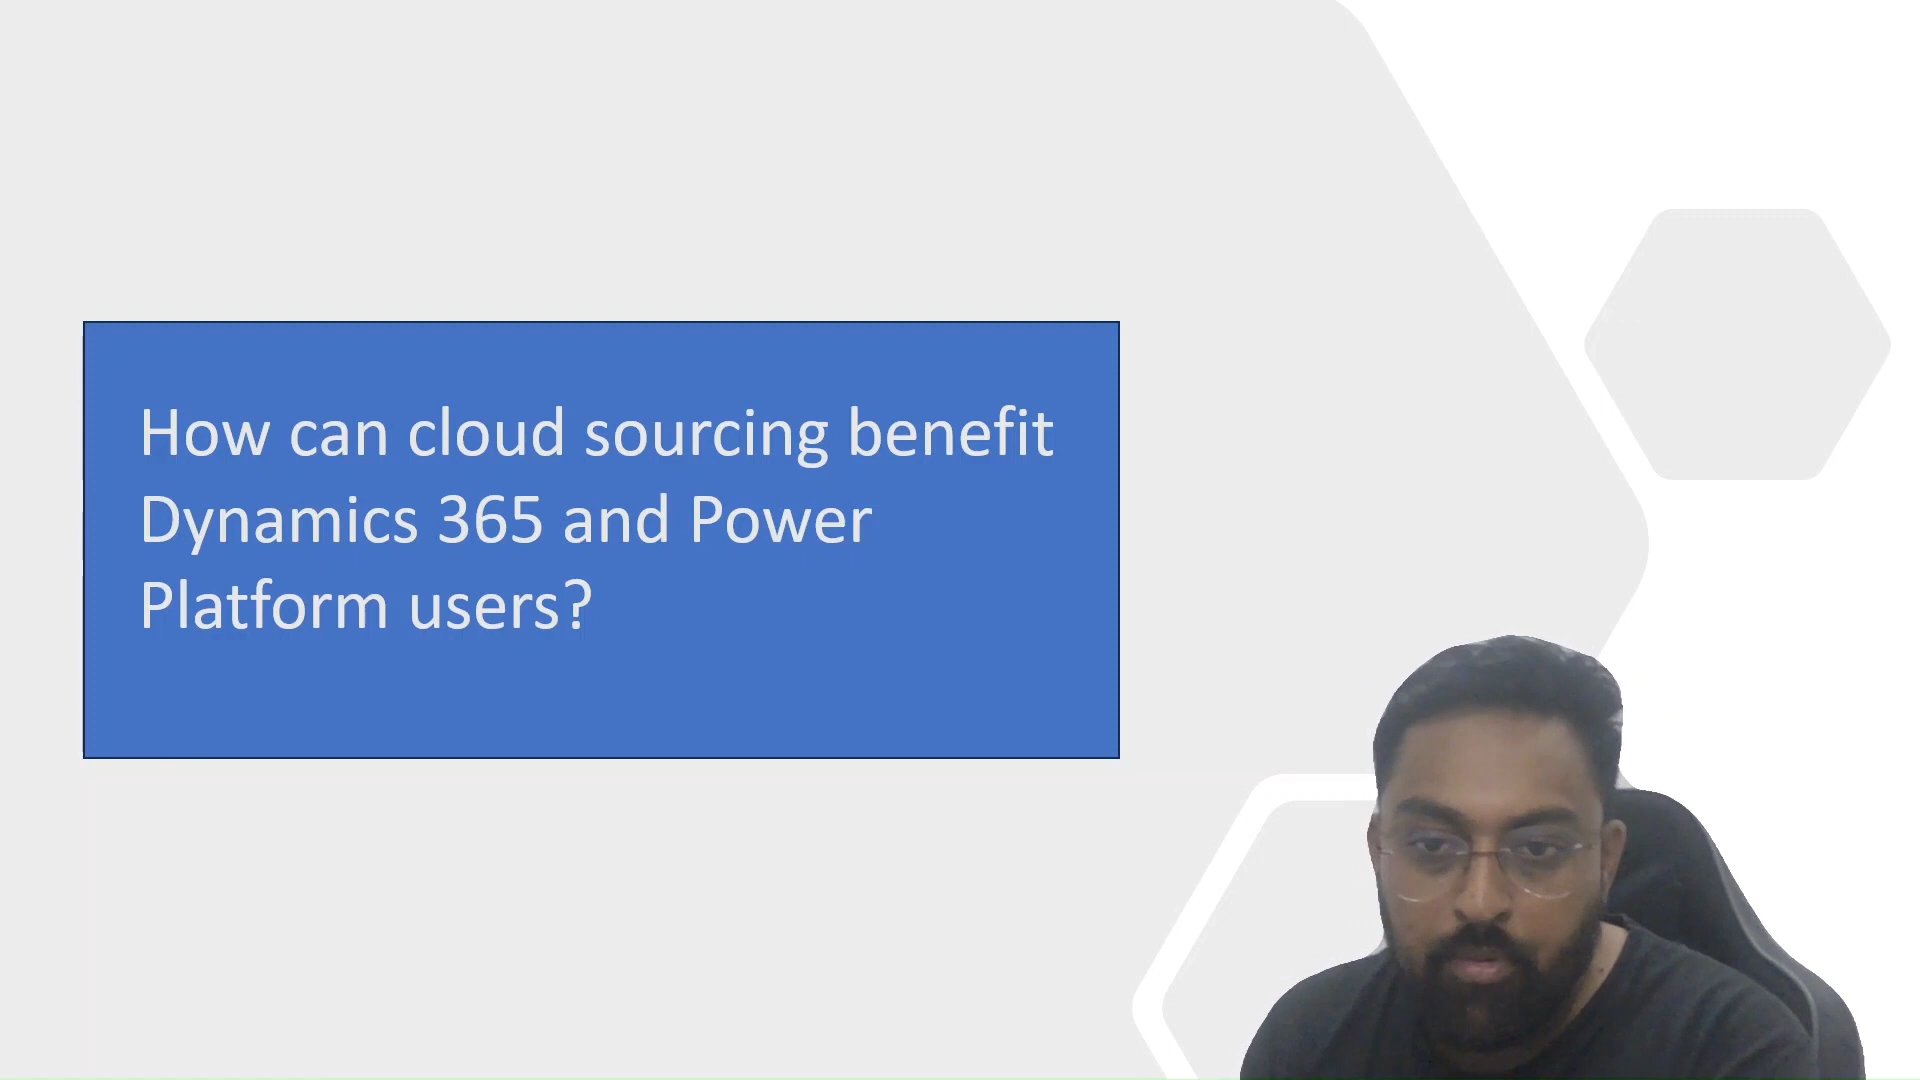 How can cloud sourcing benefit
Dynamics 365 and Power
Platform users?